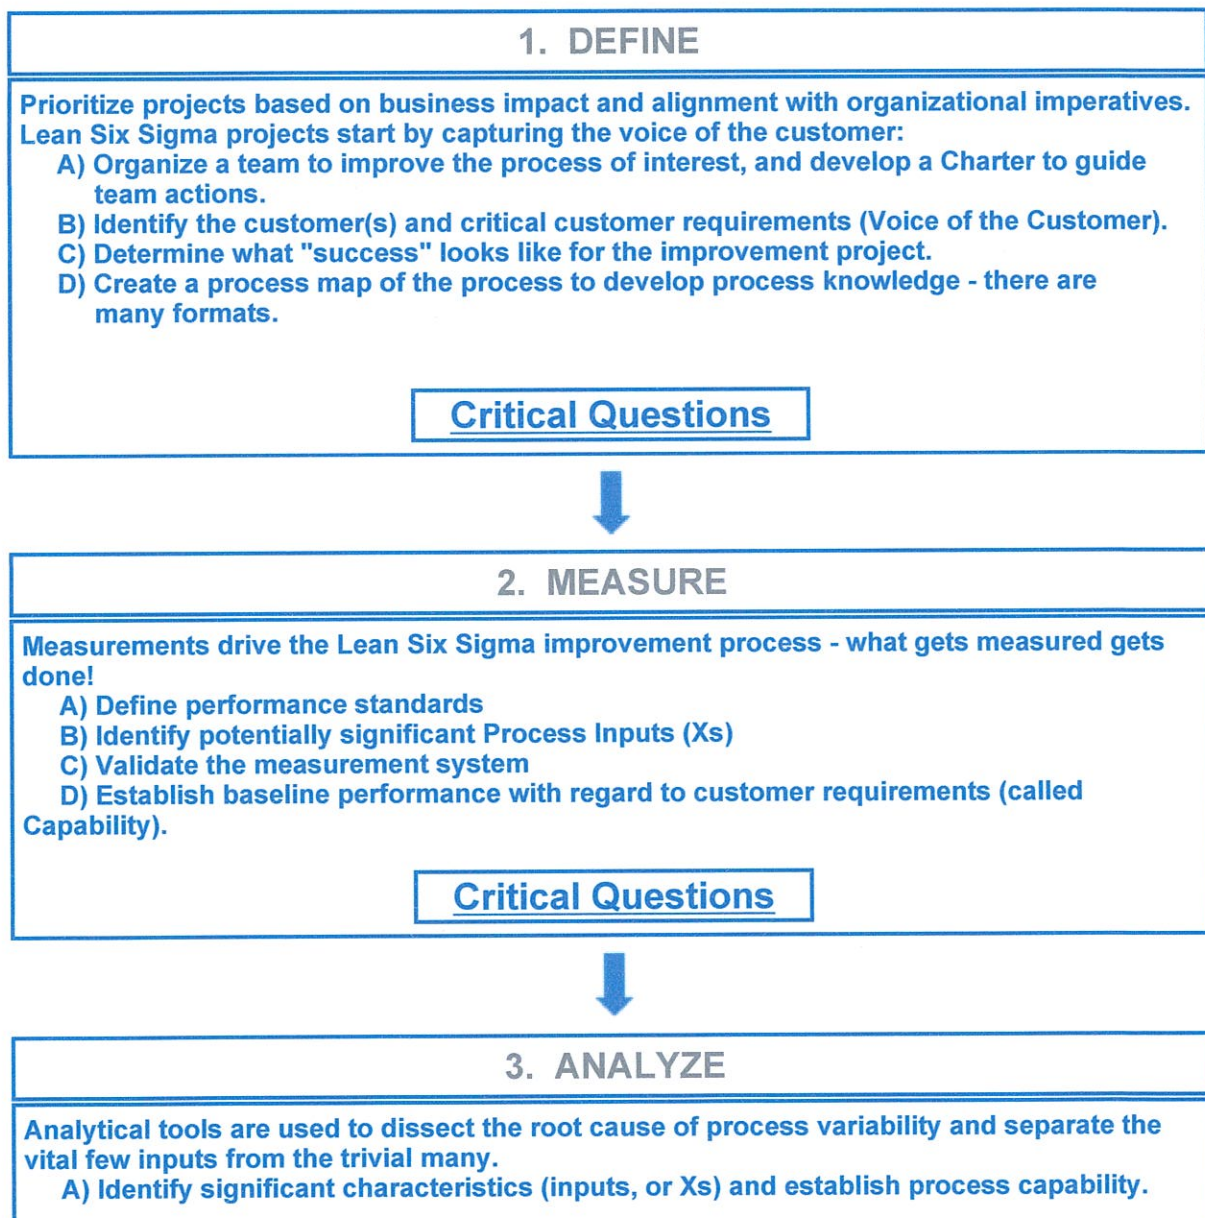 1. DEFINE
Prioritize projects based on business impact and alignment with organizational imperatives.
Lean Six Sigma projects start by capturing the voice of the customer:
A) Organize a team to improve the process of interest, and develop a Charter to guide
team actions.
B) Identify the customer(s) and critical customer requirements (Voice of the Customer).
C) Determine what "success" looks like for the improvement project.
D) Create a process map of the process to develop process knowledge - there are
many formats.
Critical Questions
2. MEASURE
Measurements drive the Lean Six Sigma improvement process - what gets measured gets
done!
A) Define performance standards
B) Identify potentially significant Process Inputs (Xs)
C) Validate the measurement system
D) Establish baseline performance with regard to customer requirements (called
Capability).
Critical Questions
3. ANALYZE
Analytical tools are used to dissect the root cause of process variability and separate the
vital few inputs from the trivial many.
A) Identify significant characteristics (inputs, or Xs) and establish process capability.